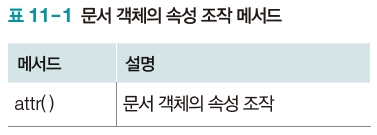 표 11-1 문서 객체의 속성 조작 메서드
메서드 설명
attr( ) 문서 객체의 속성 조작